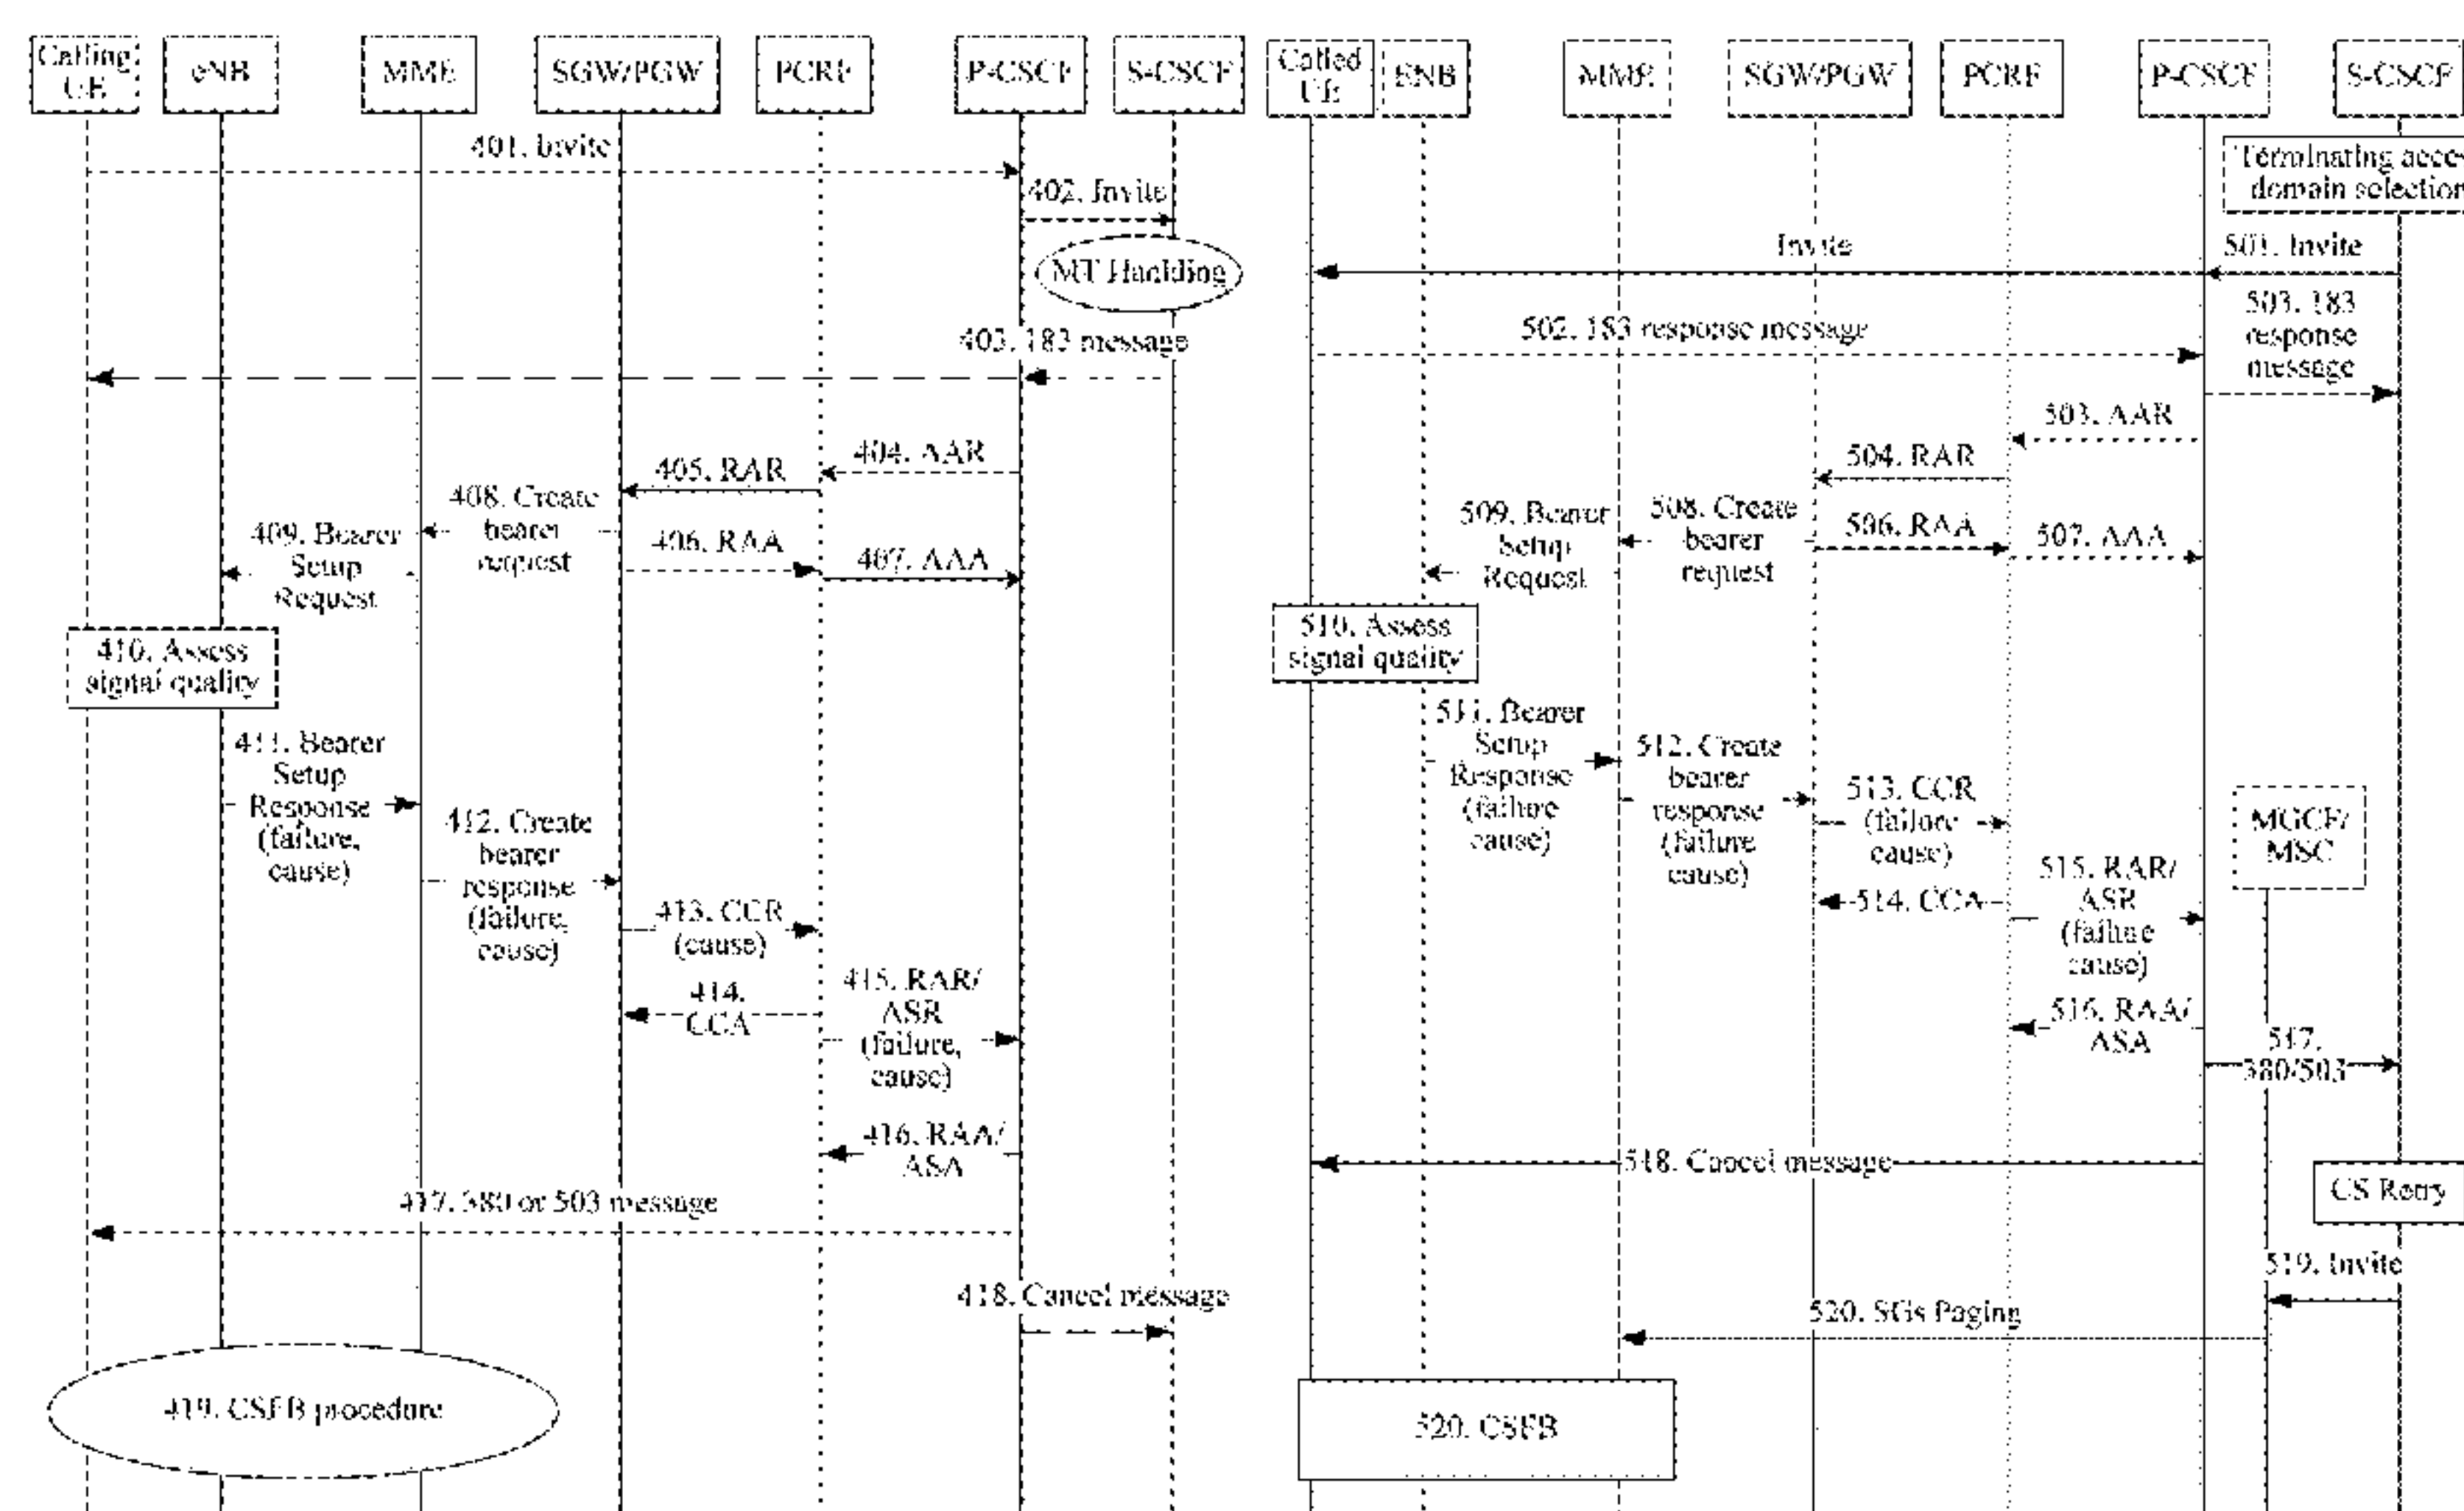 Calling
UE
eNB
MME
SGW/PGW
PCRF
P-CSCF
S-CSCF
401. Invite
402. Invite
MT Hanlding
403. 183 message
404. AAR
405. RAR
408. Create
bearer
request
406. RAA
407. AAA
409. Bearer
Setup
Request
410. Assess
signal quality
411. Bearer
Setup
Response
(failure,
cause)
412. Create
bearer
response
(failure,
cause)
413. CCR
(cause)
414.
CCA
415. RAR/
ASR
(failure,
cause)
416. RAA/
ASA
417. 380 or 503 message
418. Cancel message
419. CSFB procedure
Called
UE
ENB
MME
SGW/PGW
PCRF
P-CSCF
S-CSCF
Terminating
domain selection
Invite
501. Invite
502. 183 response message
503. 183
response
message
503. AAR
504. RAR
509. Bearer
Setup
Request
508. Create
bearer
request
506. RAA
507. AAA
510. Assess
signal quality
511. Bearer
Setup
Response
(failure
cause)
512. Create
bearer
response
(failure
cause)
513. CCR
(failure
cause)
514. CCA
515. RAR/
ASR
(failure
cause)
MGCF/
MSC
516. RAA/
ASA
517.
380/503
518. Cancel message
CS Retry
519. Invite
520. SGs Paging
520. CSFB